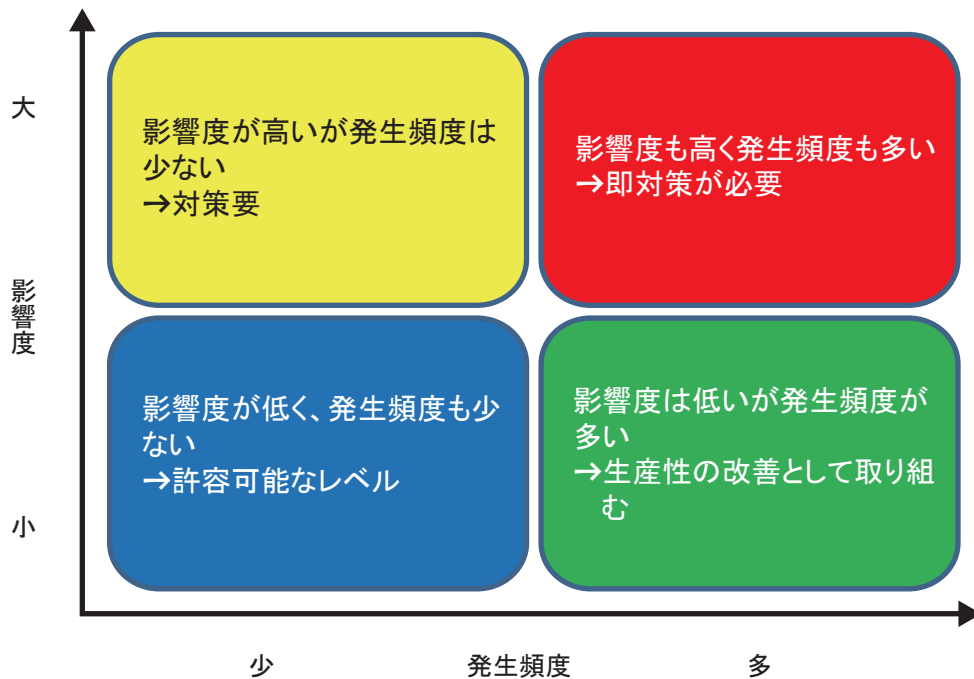 大
影響度が高いが発生頻度は
少ない
→対策要
影響度も高く発生頻度も多い
→即対策が必要
影響度
影響度が低く、発生頻度も少
ない
→許容可能なレベル
影響度は低いが発生頻度が
多い
→生産性の改善として取り組
む
小
少
発生頻度
多